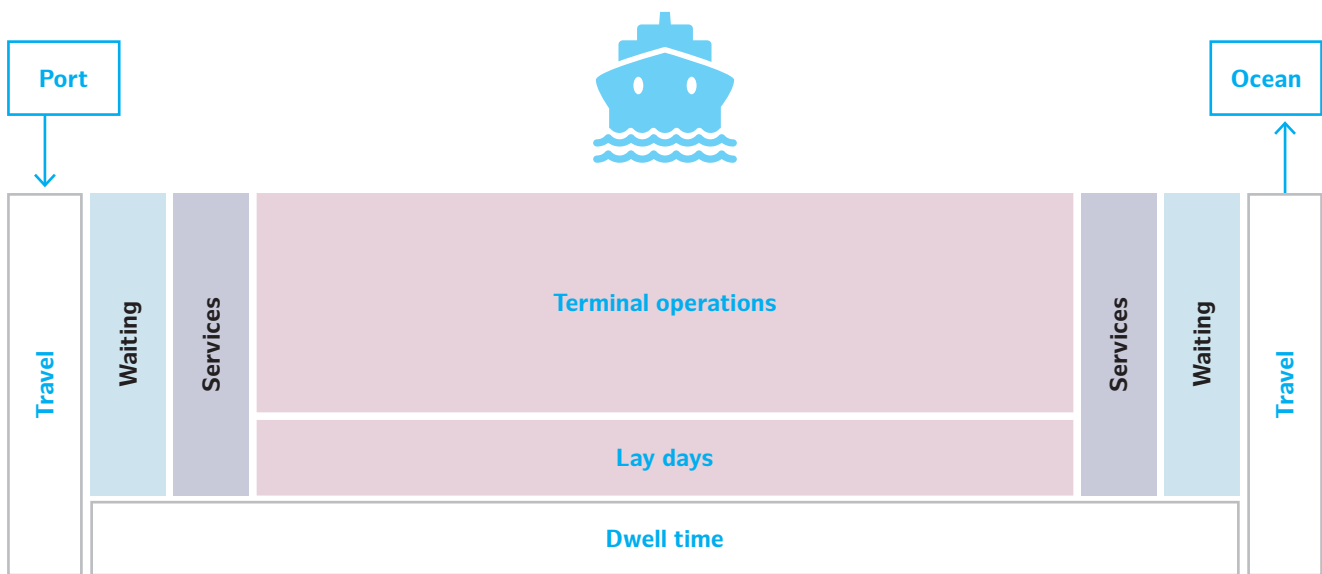 Port
Ocean
Travel
Waiting
Services
Terminal operations
Lay days
Services
Waiting
Travel
Dwell time